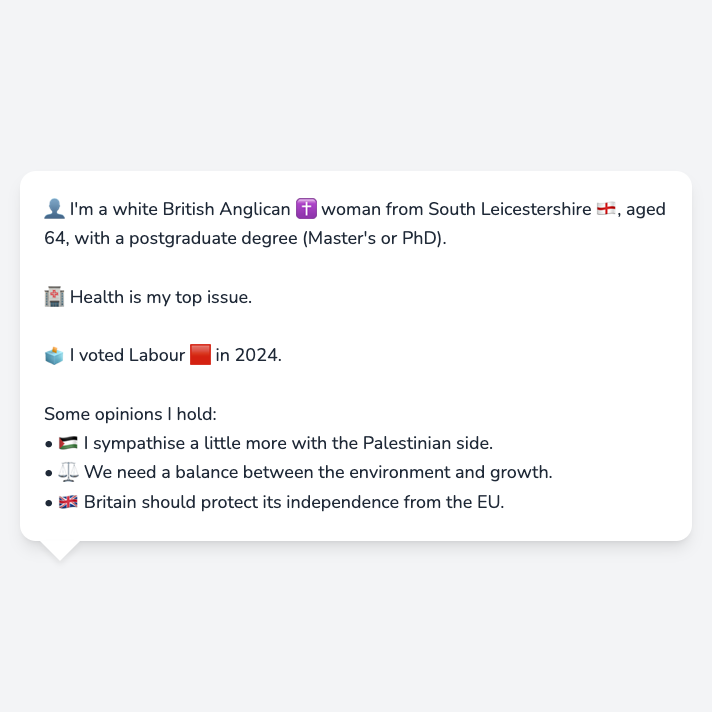 👤 I'm a white British Anglican ✝️ woman from South Leicestershire 🏴󠁧󠁢󠁥󠁮󠁧󠁿, aged
64, with a postgraduate degree (Master's or PhD).
🏥 Health is my top issue.
🗳️ I voted Labour 🟥 in 2024.
Some opinions I hold:
• 🇵🇸 I sympathise a little more with the Palestinian side.
• ⚖️ We need a balance between the environment and growth.
• 🇬🇧 Britain should protect its independence from the EU.